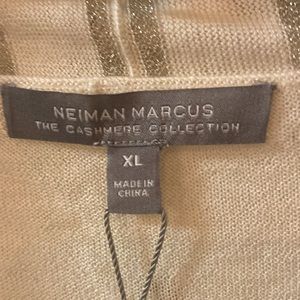 NEIMAN MARCUS
THE CASHMERE COLLECTION
XL
MADE IN
CHINA